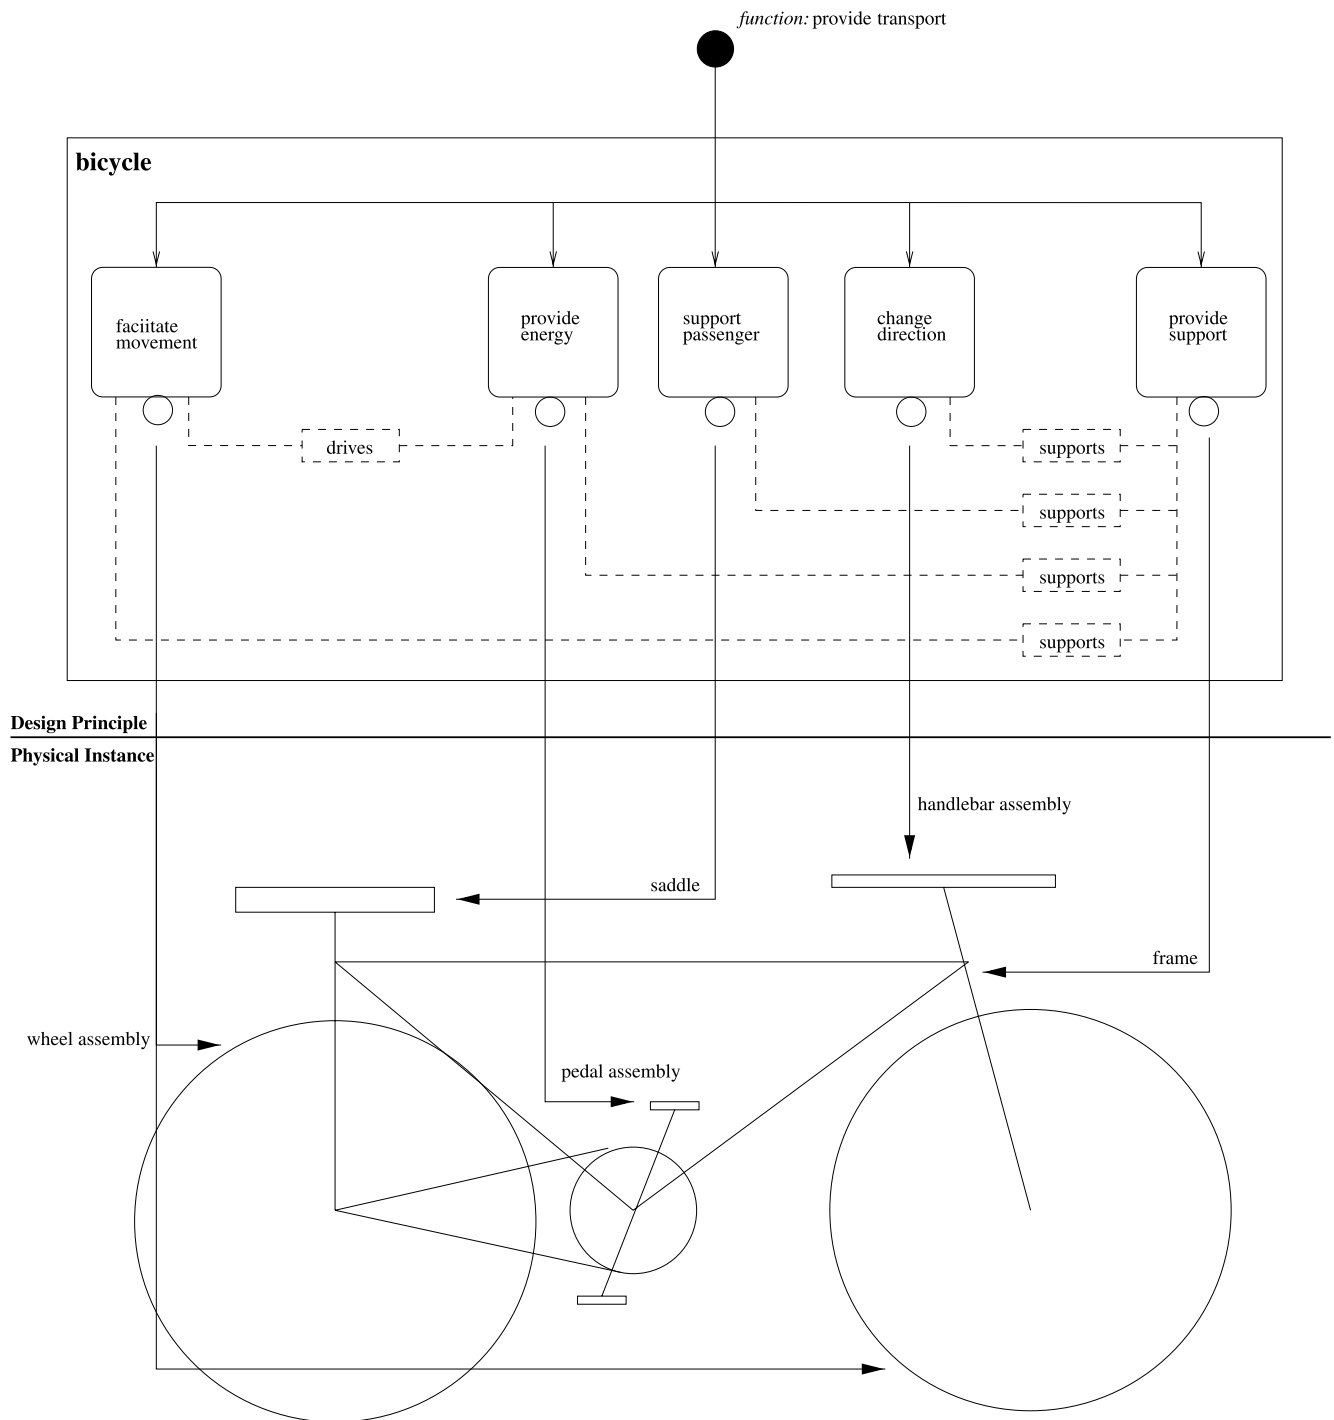 function: provide transport
bicycle
faciitate
movement
provide
energy
support
passenger
change
direction
provide
support
drives
supports
supports
supports
supports
Design Principle
Physical Instance
handlebar assembly
saddle
frame
wheel assembly
pedal assembly